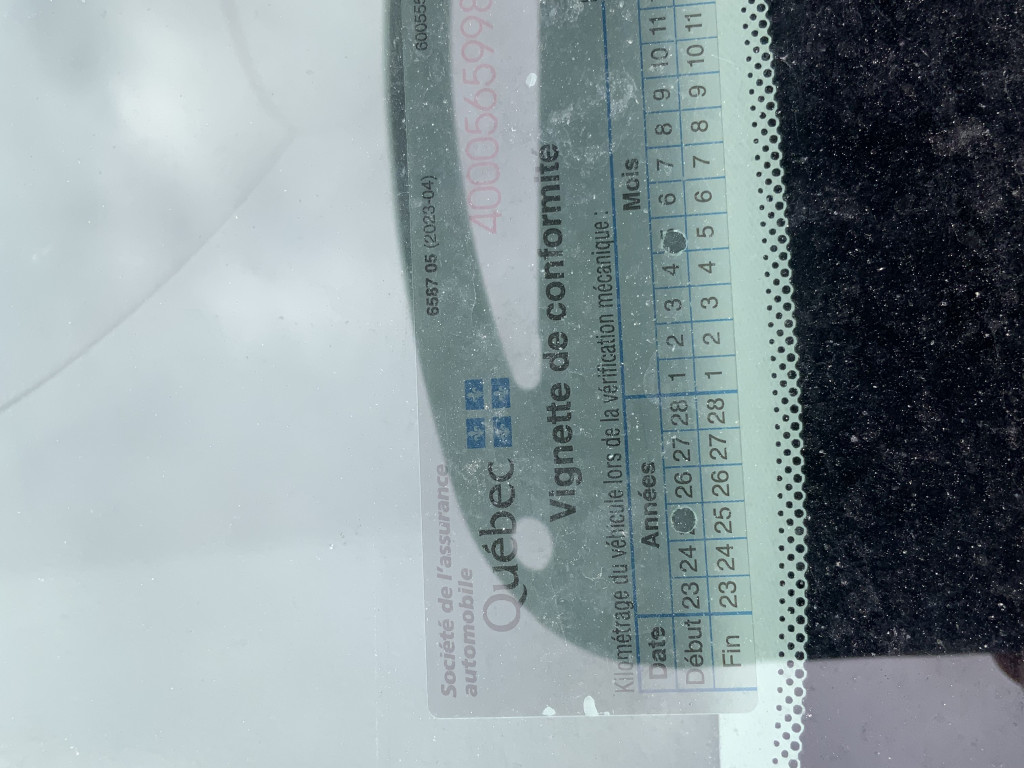 Société de l'assurance
automobile
Québec
6567 05 (2023-04)
60055
4000565998
Vignette de conformité
Kilométrage du véhicule lors de la vérification mécanique :
Date Années Mois
Début 23 24 26 27 28 1 2 3 4 6 7 8 9 10 11
Fin 23 24 25 26 27 28 1 2 3 4 5 6 7 8 9 10 11